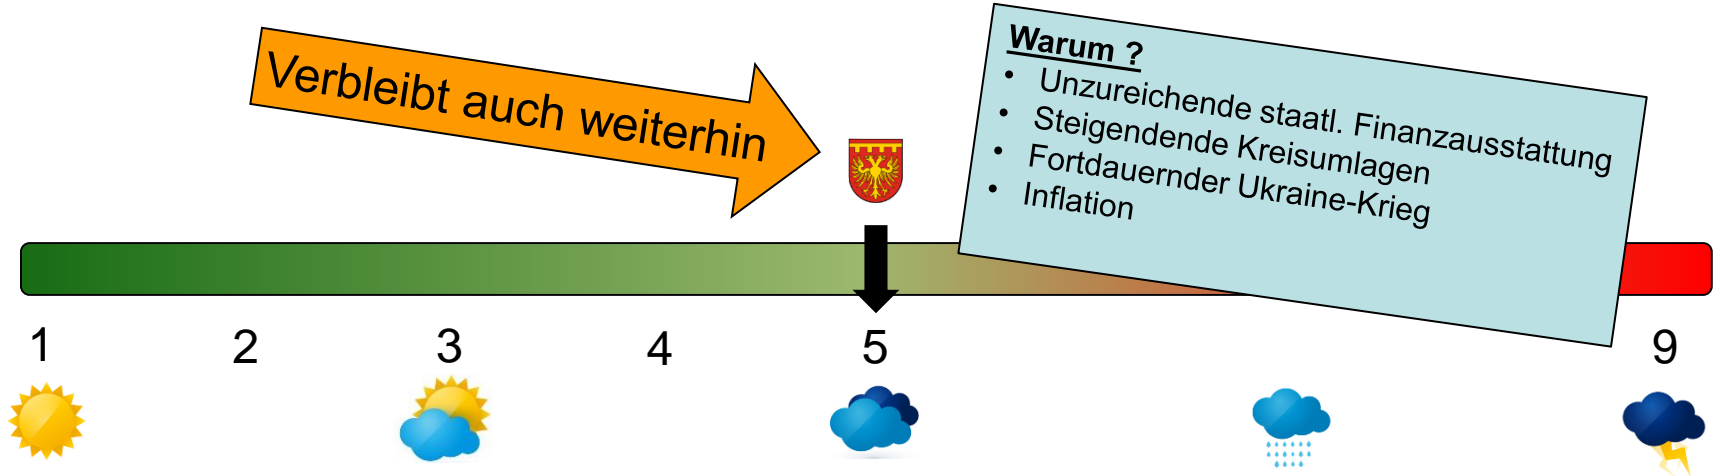 Verbleibt auch weiterhin
Warum ?
• Unzureichende staatl. Finanzausstattung
• Steigendende Kreisumlagen
• Fortdauernder Ukraine-Krieg
• Inflation
1 2 3 4 5 9